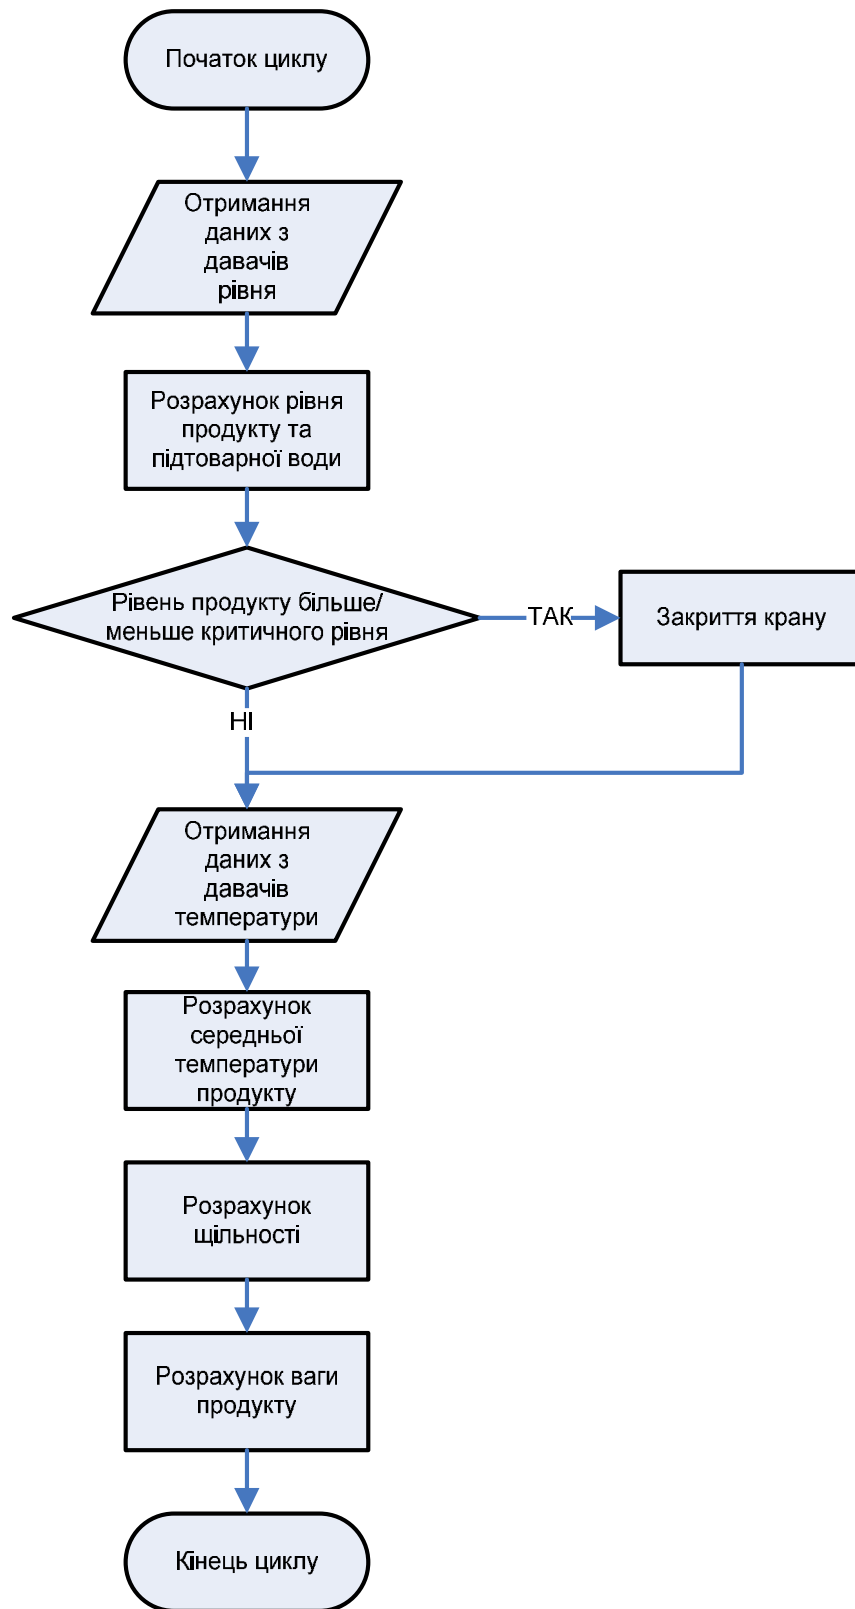 Початок циклу
Отримання
даних з
давачів
рівня
Розрахунок рівня
продукту та
підтоварної води
Рівень продукту більше/
меньше критичного рівня
ТАК
Закриття крану
НІ
Отримання
даних з
давачів
температури
Розрахунок
середньої
температури
продукту
Розрахунок
щільності
Розрахунок ваги
продукту
Кінець циклу